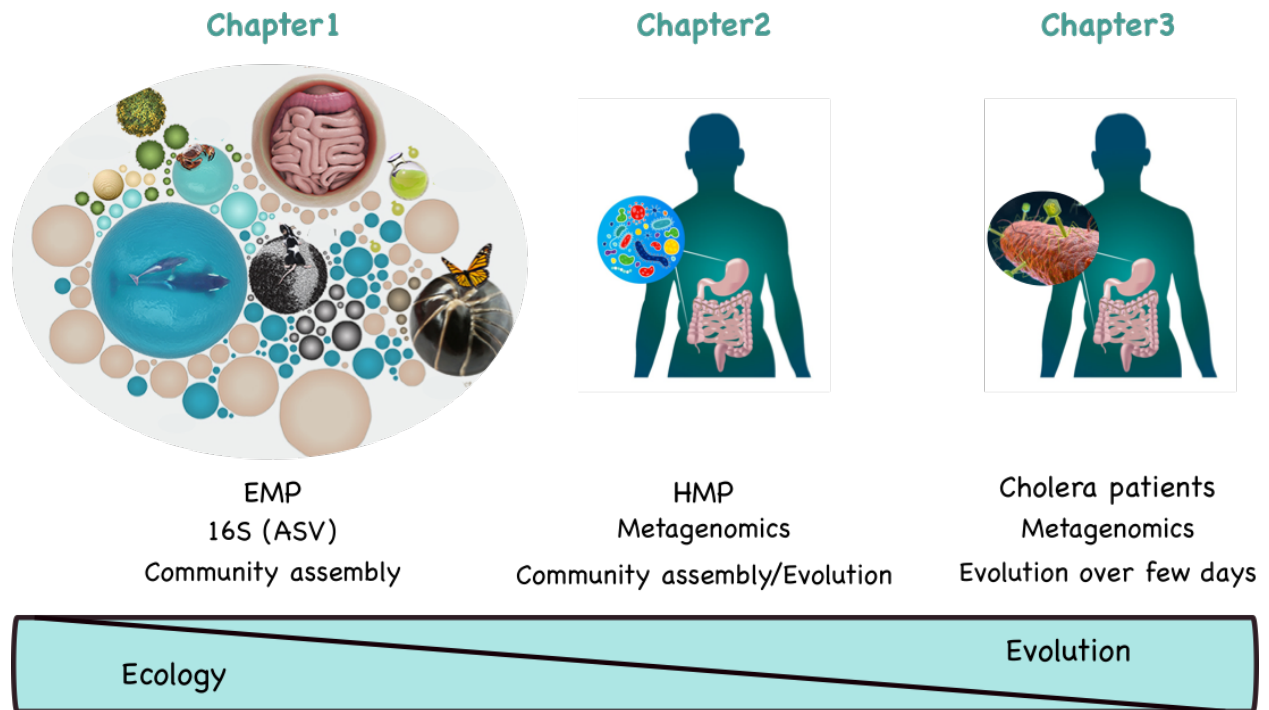 Chapter1
Chapter2
Chapter3
EMP
16S (ASV)
Community assembly
HMP
Metagenomics
Community assembly/Evolution
Cholera patients
Metagenomics
Evolution over few days
Ecology
Evolution